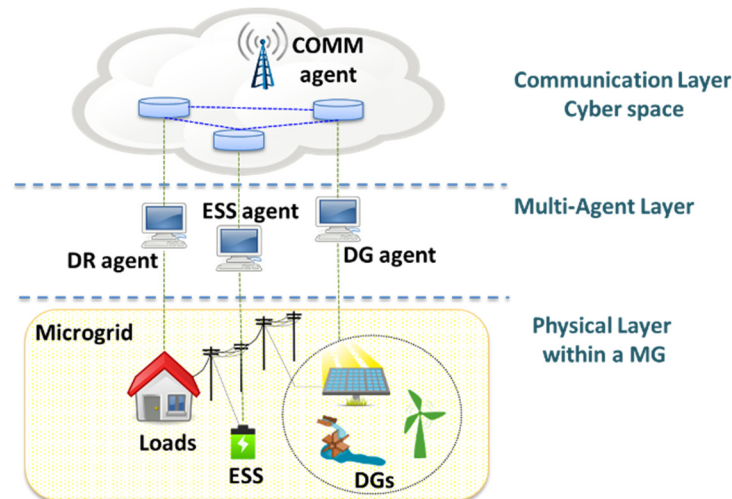 COMM
agent
Communication Layer
Cyber space
ESS agent
Multi-Agent Layer
DR agent
DG agent
Physical Layer
within a MG
Microgrid
Loads
ESS
DGs